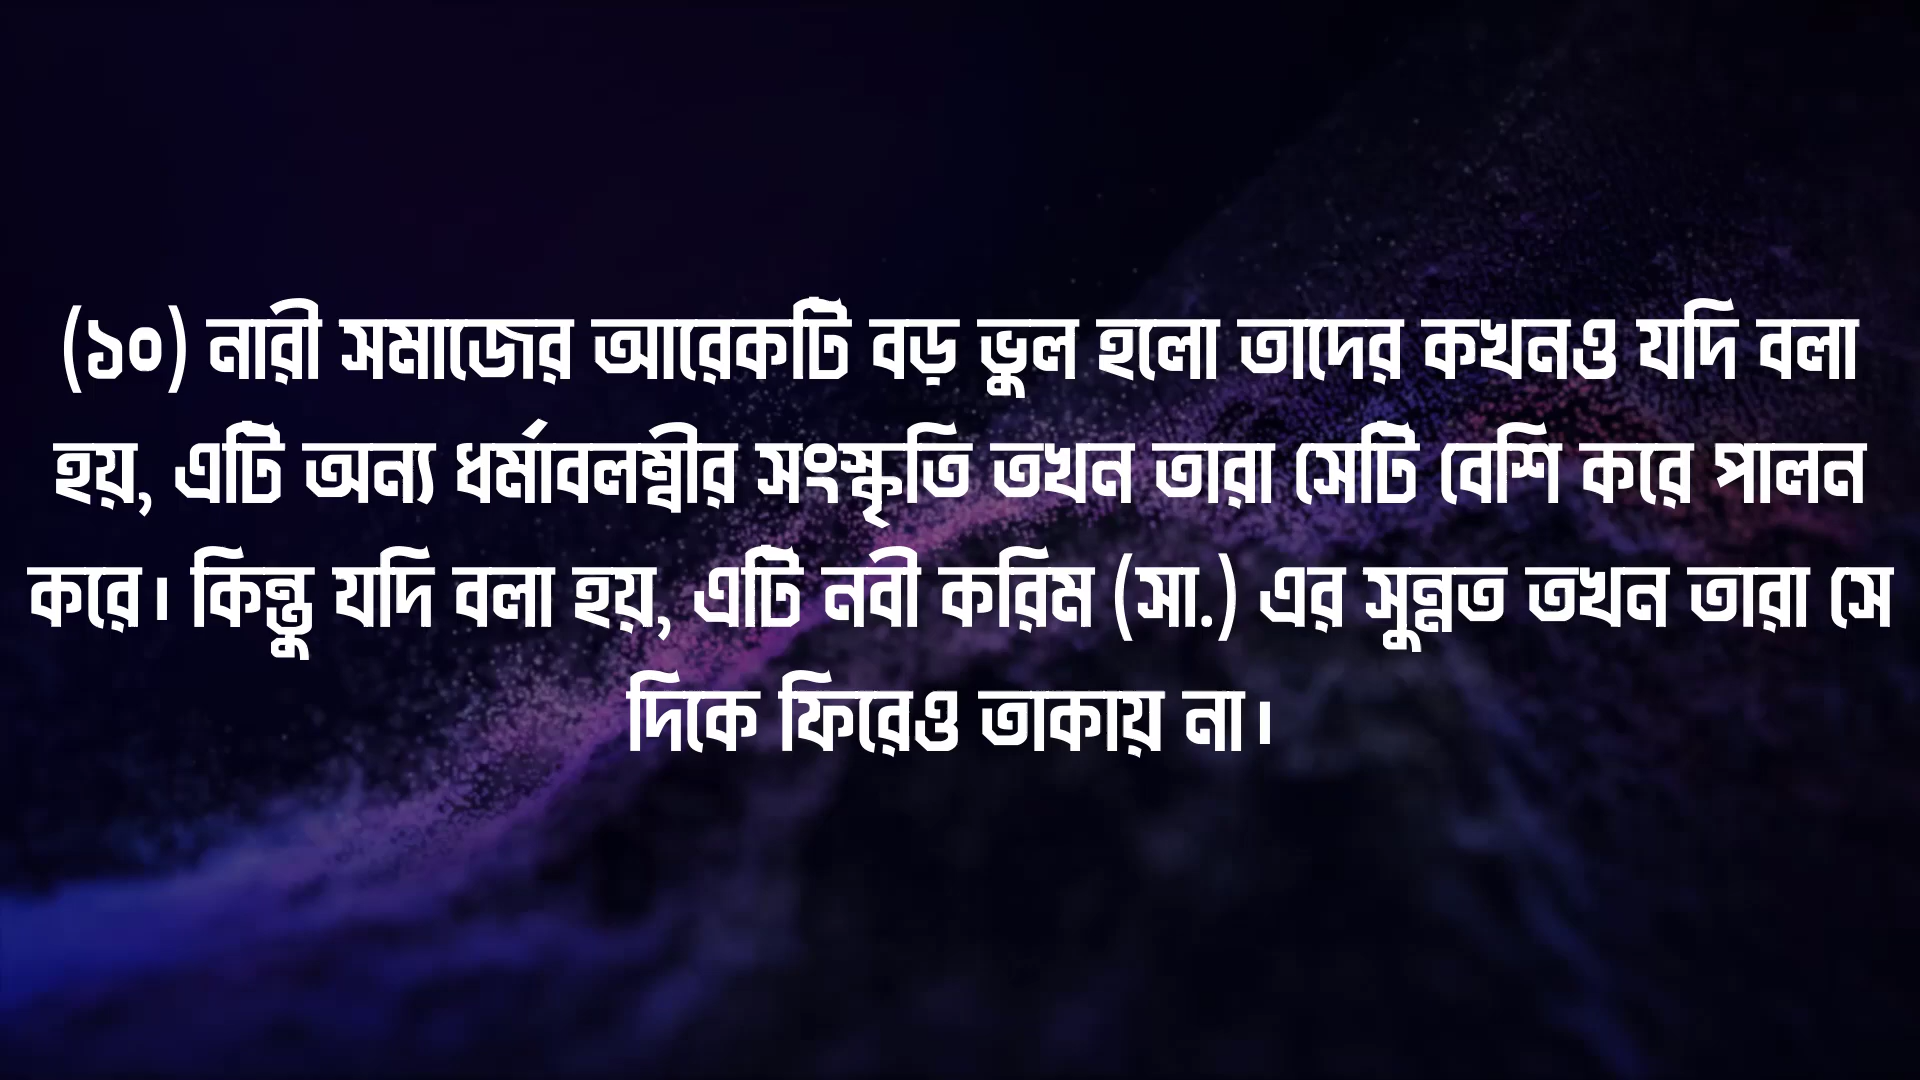 (১০) নারী সমাজের আরেকটি বড় ভুল হলো তাদের কখনও যদি বলা
হয়, এটি অন্য ধর্মাবলম্বীর সংস্কৃতি তখন তারা সেটি বেশি করে পালন
করে। কিন্তু যদি বলা হয়, এটি নবী করিম (সা.) এর সুন্নত তখন তারা সে
দিকে ফিরেও তাকায় না।